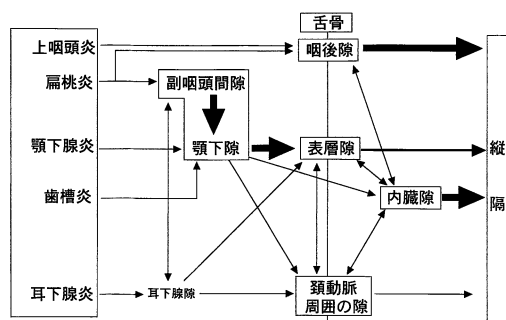 舌骨
上咽頭炎
咽後隙
扁桃炎
副咽頭間隙
顎下腺炎
顎下隙
表層隙
縦
歯槽炎
内臓隙
隔
耳下腺炎
耳下腺隙
頚動脈
周囲の隙